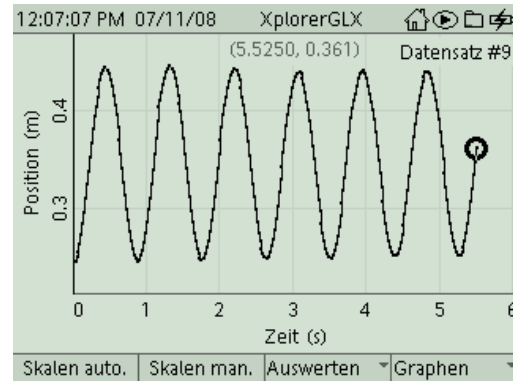 12:07:07 PM 07/11/08 XplorerGLX
(5.5250, 0.361) Datensatz #9
Position (m)
0.4
0.3
0 1 2 3 4 5 6
Zeit (s)
Skalen auto. Skalen man. Auswerten Graphen